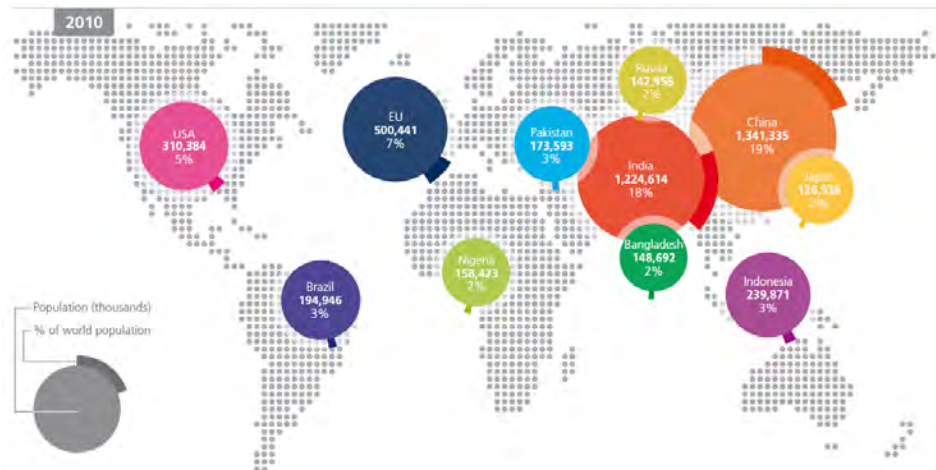 2010
Russia
142,958
2%
USA
310,384
5%
EU
500,441
7%
Pakistan
173,593
3%
India
1,224,614
18%
China
1,341,335
19%
Japan
126,536
2%
Bangladesh
148,692
2%
Nigeria
158,423
2%
Brazil
194,946
3%
Indonesia
239,871
3%
Population (thousands)
% of world population